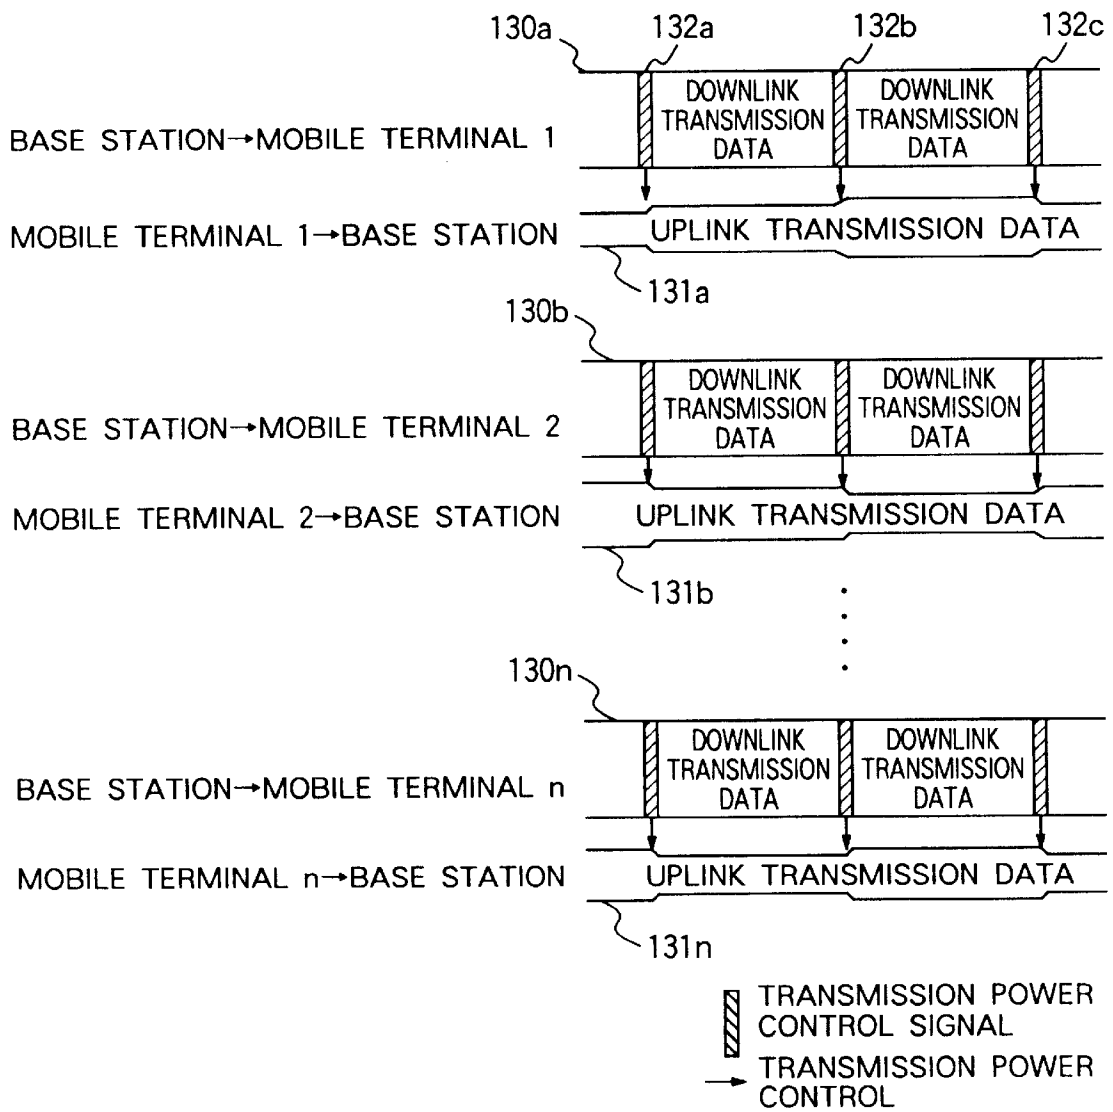 130a 132a 132b 132c
DOWNLINK DOWNLINK
TRANSMISSION TRANSMISSION
DATA DATA
BASE STATION→MOBILE TERMINAL 1
MOBILE TERMINAL 1→BASE STATION UPLINK TRANSMISSION DATA
131a
130b
DOWNLINK DOWNLINK
TRANSMISSION TRANSMISSION
DATA DATA
BASE STATION→MOBILE TERMINAL 2
MOBILE TERMINAL 2→BASE STATION UPLINK TRANSMISSION DATA
131b
130n
DOWNLINK DOWNLINK
TRANSMISSION TRANSMISSION
DATA DATA
BASE STATION→MOBILE TERMINAL n
MOBILE TERMINAL n→BASE STATION UPLINK TRANSMISSION DATA
131n
TRANSMISSION POWER
CONTROL SIGNAL
TRANSMISSION POWER
CONTROL